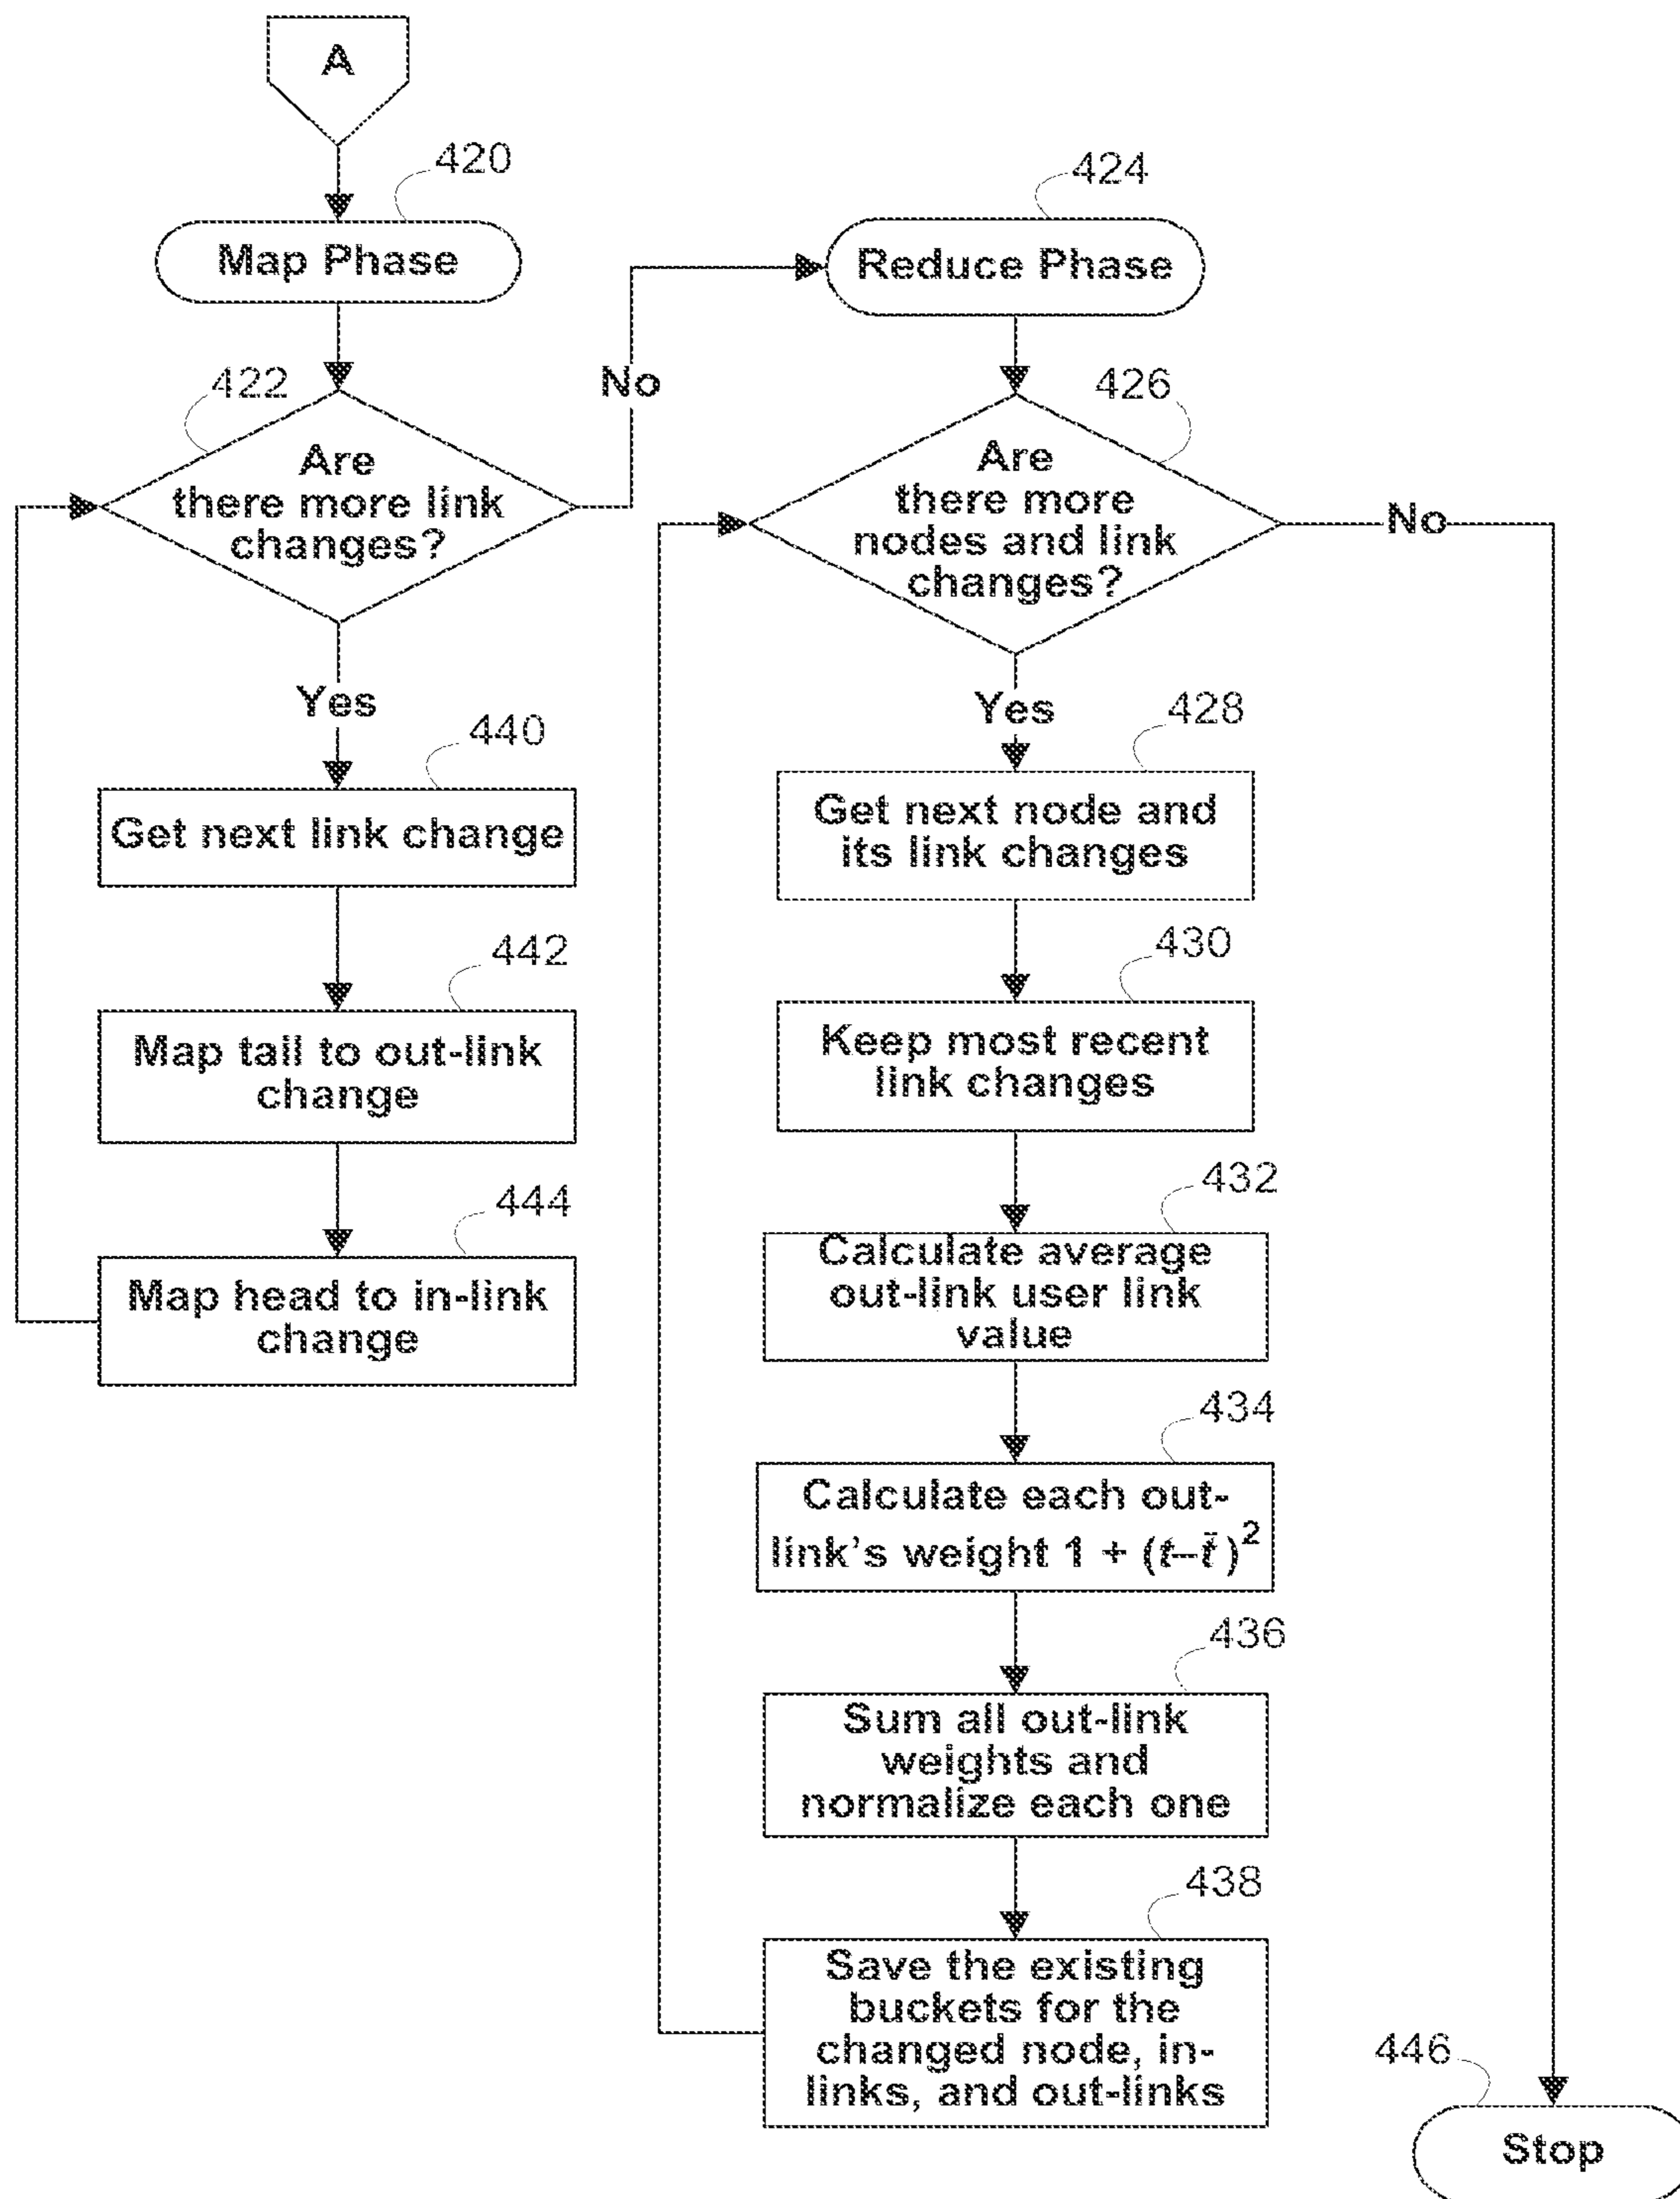 A
420
Map Phase
422
Are
there more link
changes?
No
Yes
440
Get next link change
442
Map tail to out-link
change
444
Map head to in-link
change
424
Reduce Phase
426
Are
there more
nodes and link
changes?
No
Yes
428
Get next node and
its link changes
430
Keep most recent
link changes
432
Calculate average
out-link user link
value
434
Calculate each out-
link's weight 1 + (t–t̄)²
436
Sum all out-link
weights and
normalize each one
438
Save the existing
buckets for the
changed node, in-
links, and out-links
446
Stop